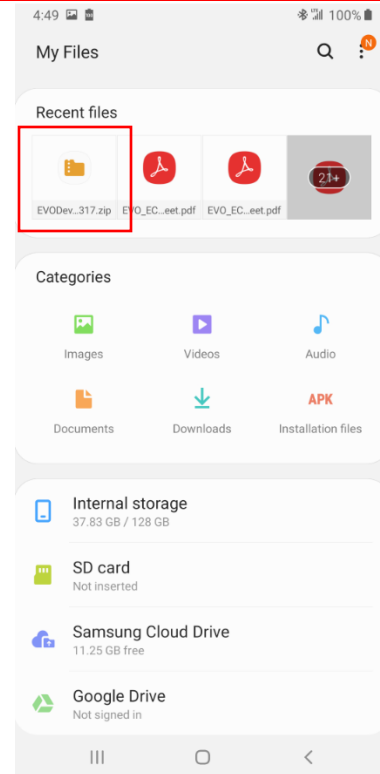 4:49 100%
My Files
N
Recent files
21+
EVODev...317.zip EVO_EC...eet.pdf EVO_EC...eet.pdf
Categories
Images Videos Audio
APK
Documents Downloads Installation files
Internal storage
37.83 GB / 128 GB
SD card
Not inserted
Samsung Cloud Drive
11.25 GB free
Google Drive
Not signed in